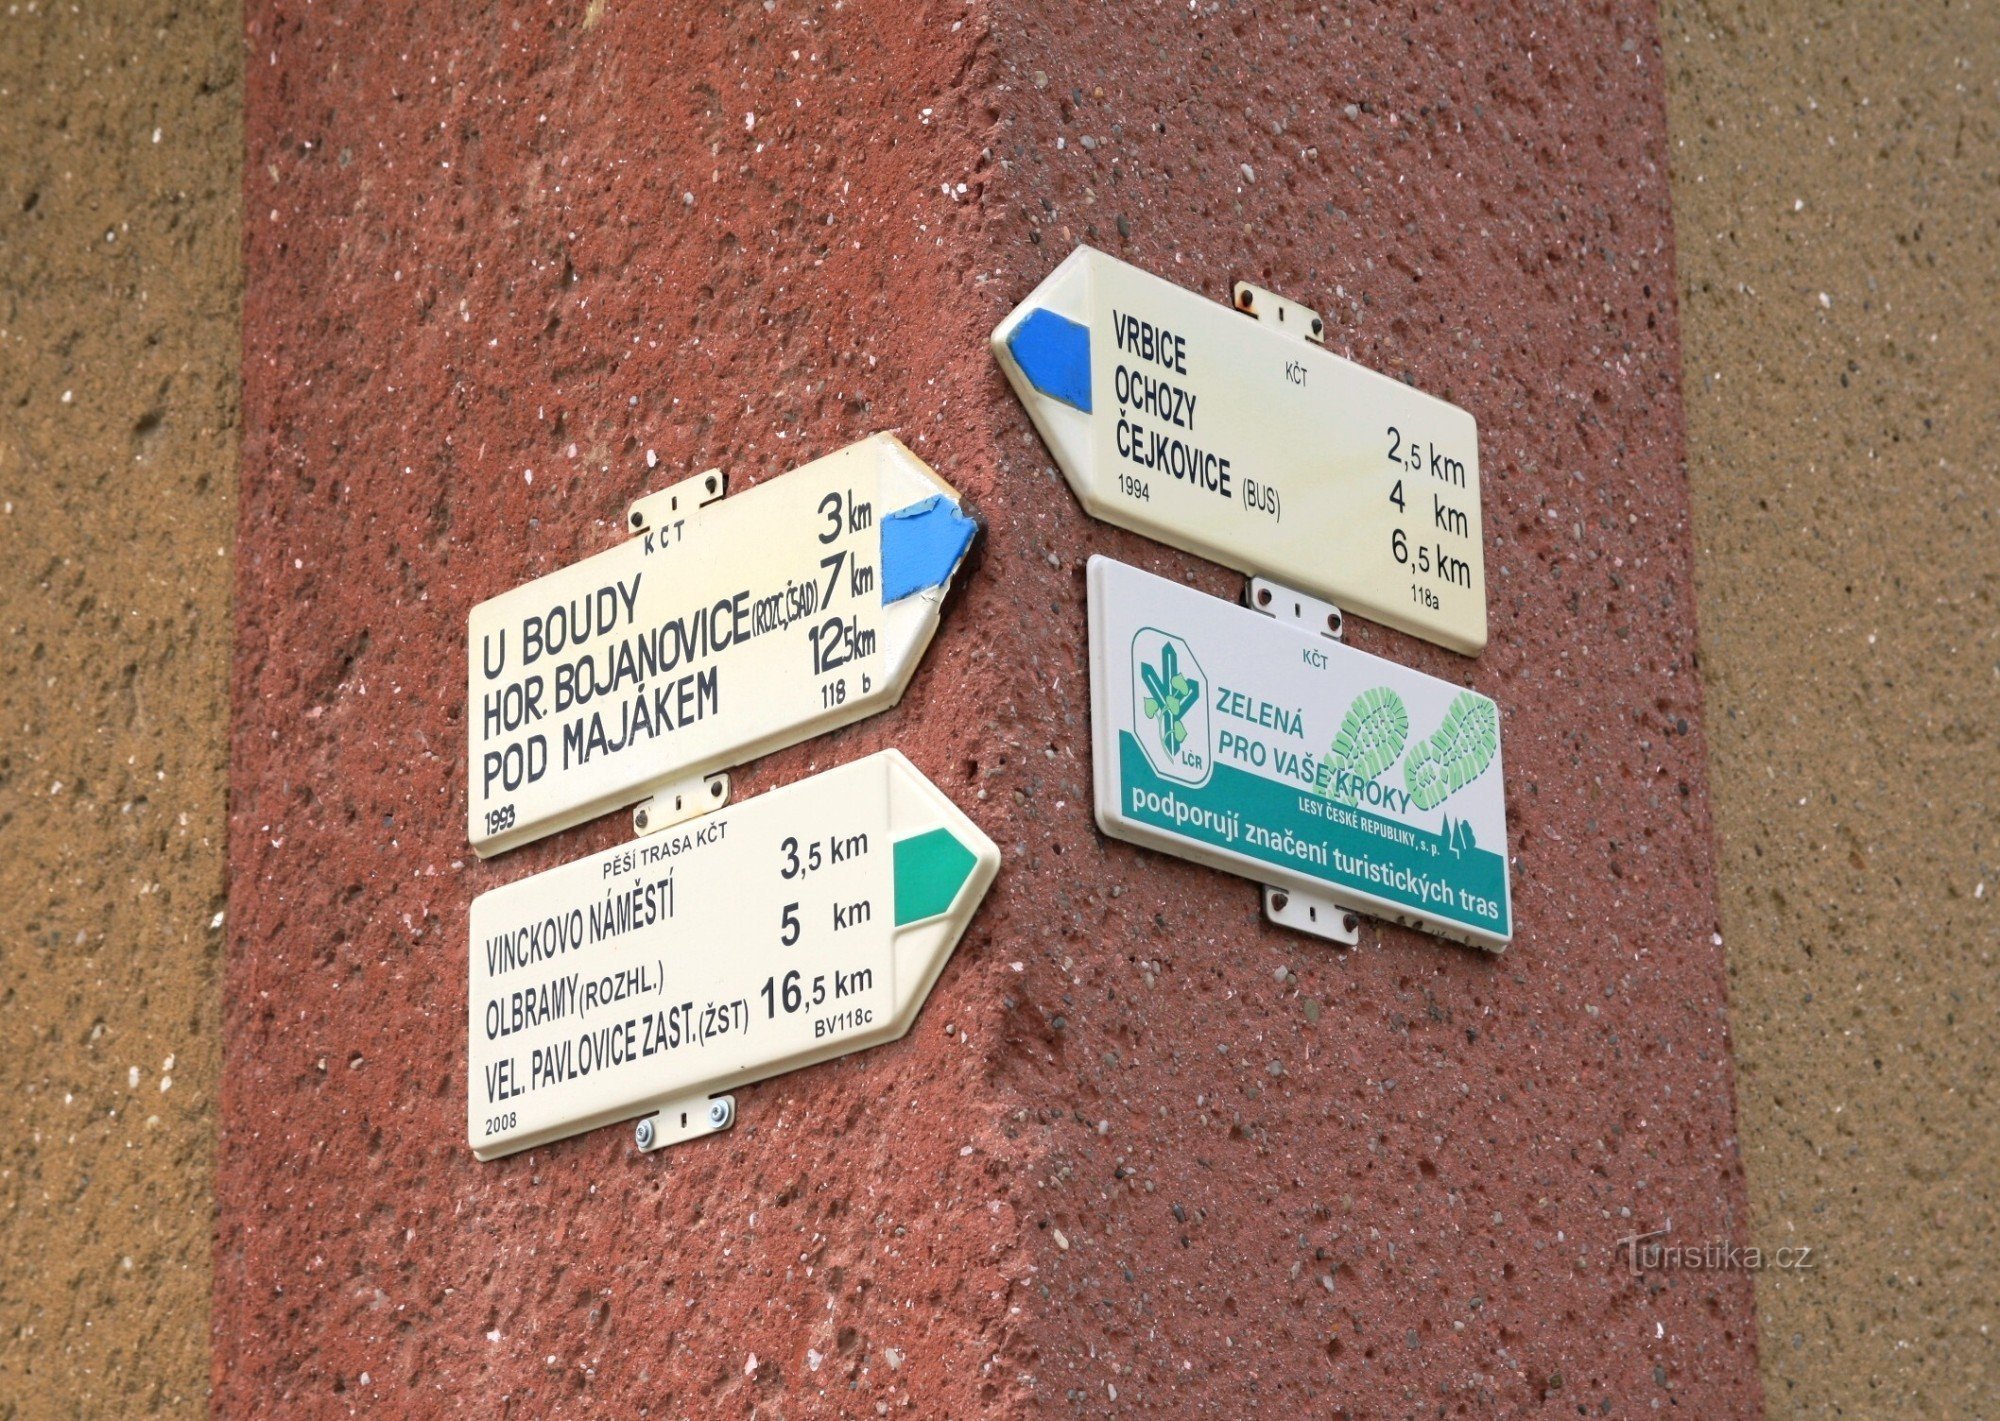 KČT
U BOUDY 3 km
HOR. BOJANOVICE (ROZC, ČSAD) 7 km
POD MAJÁKEM 12,5 km
1993 118 b
PĚŠÍ TRASA KČT
VINCKOVO NÁMĚSTÍ 3,5 km
OLBRAMY (ROZHL.) 5 km
VEL. PAVLOVICE ZAST. (ŽST) 16,5 km
2008 BV118c
KČT
VRBICE 2,5 km
OCHOZY 4 km
ČEJKOVICE (BUS) 6,5 km
1994 118a
KČT
LČR
ZELENÁ
PRO VAŠE KROKY
LESY ČESKÉ REPUBLIKY, s. p.
podporují značení turistických tras
Turistika.cz